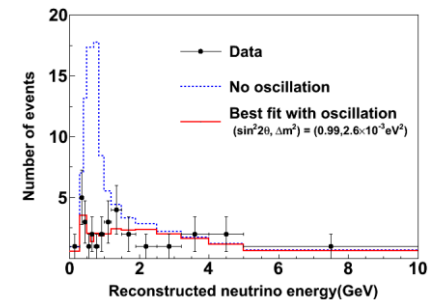 20
15
10
5
0
0
2
4
6
8
10
Number of events
Reconstructed neutrino energy(GeV)
Data
No oscillation
Best fit with oscillation
(sin²2θ, Δm²) = (0.99,2.6×10⁻³eV²)